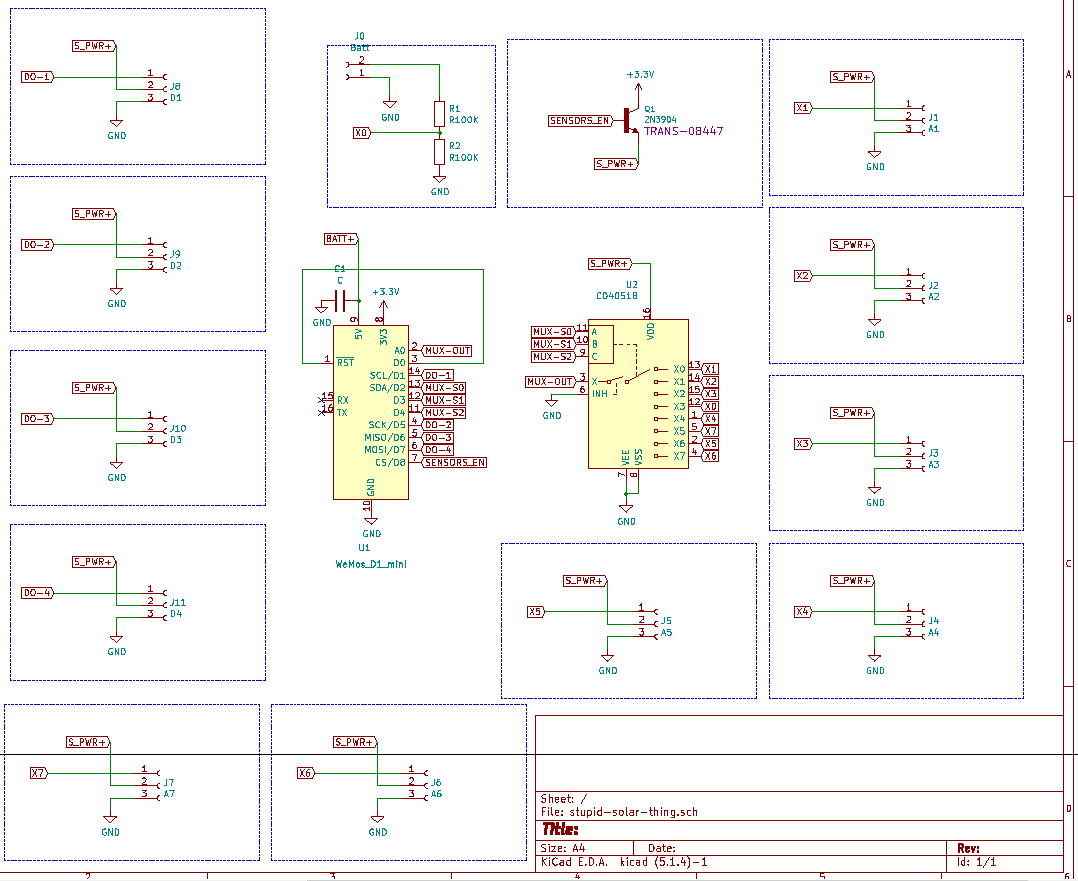 S_PWR+
DO-1
1
2
3
J8
D1
GND
S_PWR+
DO-2
1
2
3
J9
D2
GND
S_PWR+
DO-3
1
2
3
J10
D3
GND
S_PWR+
DO-4
1
2
3
J11
D4
GND
S_PWR+
X7
1
2
3
J7
A7
GND
S_PWR+
X6
1
2
3
J6
A6
GND
J0
Batt
2
1
GND
R1
R100K
X0
R2
R100K
GND
+3.3V
SENSORS_EN
Q1
2N3904
TRANS-08447
S_PWR+
BATT+
C1
C
GND
+3.3V
9
8
5V
3V3
1
RST
A0
2
MUX-OUT
D0
3
SCL/D1
14
DO-1
SDA/D2
13
MUX-S0
15
RX
D3
12
MUX-S1
16
TX
D4
11
MUX-S2
SCK/D5
4
DO-2
MISO/D6
5
DO-3
MOSI/D7
6
DO-4
CS/D8
7
SENSORS_EN
GND
10
GND
U1
WeMos_D1_mini
S_PWR+
U2
CD4051B
16
VDD
MUX-S0
11
A
MUX-S1
10
B
MUX-S2
9
C
MUX-OUT
3
X
6
INH
GND
X0
13
X1
X1
14
X2
X2
15
X3
X3
12
X0
X4
1
X4
X5
5
X7
X6
2
X5
X7
4
X6
VEE
VSS
7
8
GND
S_PWR+
X1
1
2
3
J1
A1
GND
S_PWR+
X2
1
2
3
J2
A2
GND
S_PWR+
X3
1
2
3
J3
A3
GND
S_PWR+
X4
1
2
3
J4
A4
GND
S_PWR+
X5
1
2
3
J5
A5
GND
A
B
C
D
Sheet: /
File: stupid-solar-thing.sch
Title:
Size: A4
Date:
Rev:
KiCad E.D.A. kicad (5.1.4)-1
Id: 1/1
2
3
4
5
6